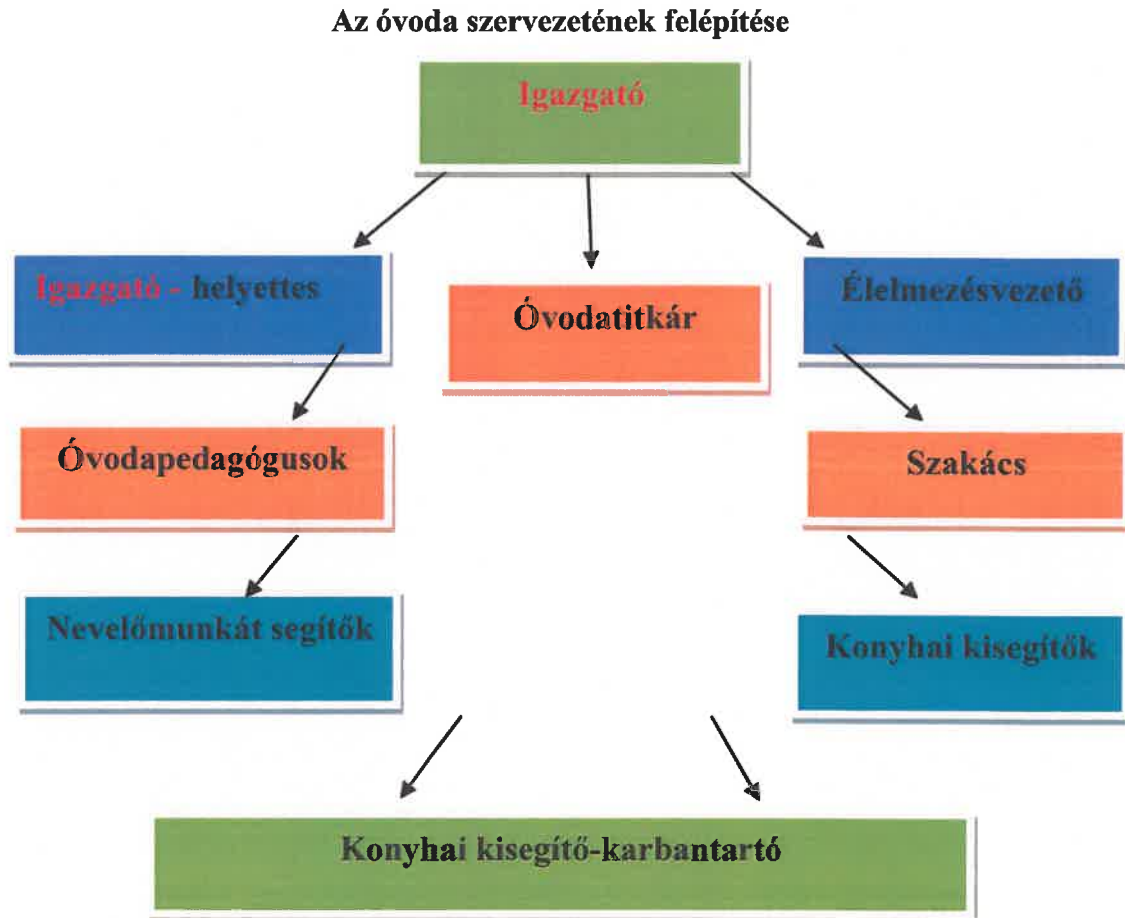 Az óvoda szervezetének felépítése
Igazgató
Igazgató - helyettes
Óvodatitkár
Élelmezésvezető
Óvodapedagógusok
Szakács
Nevelőmunkát segítők
Konyhai kisegítők
Konyhai kisegítő-karbantartó